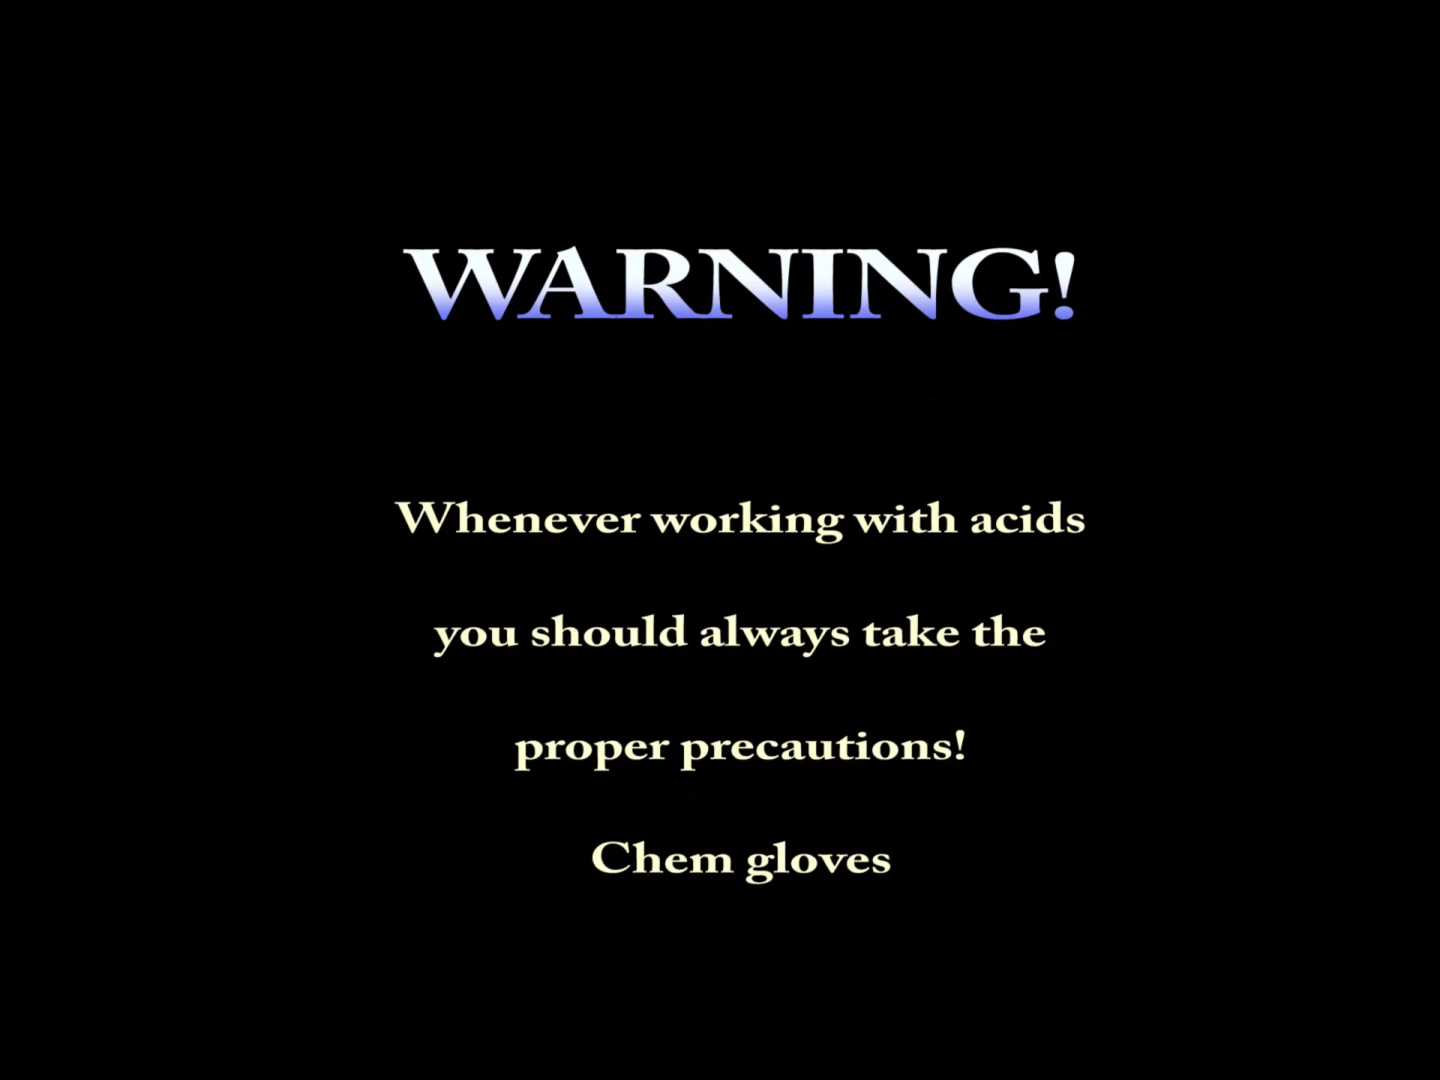 WARNING!
Whenever working with acids
you should always take the
proper precautions!
Chem gloves